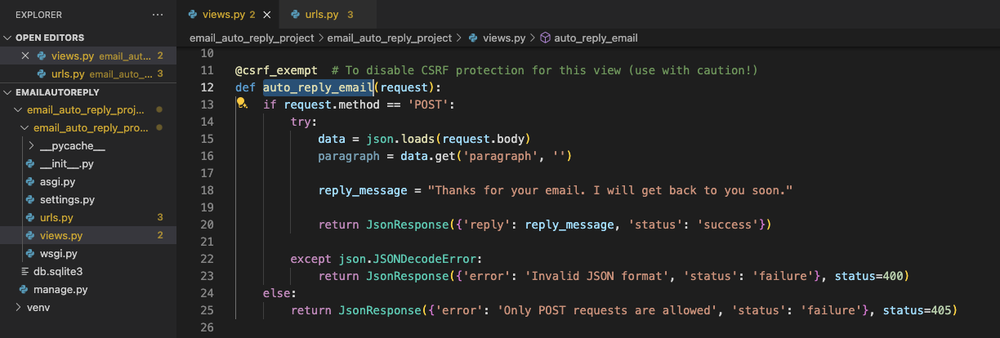 EXPLORER ...
OPEN EDITORS
views.py email_aut... 2
urls.py email_auto_... 3
EMAILAUTOREPLY
email_auto_reply_proj...
email_auto_reply_pro...
__pycache__
__init__.py
asgi.py
settings.py
urls.py 3
views.py 2
wsgi.py
db.sqlite3
manage.py
venv
views.py 2 urls.py 3
email_auto_reply_project > email_auto_reply_project > views.py > auto_reply_email
10
11 @csrf_exempt  # To disable CSRF protection for this view (use with caution!)
12 def auto_reply_email(request):
13     if request.method == 'POST':
14         try:
15             data = json.loads(request.body)
16             paragraph = data.get('paragraph', '')
17
18             reply_message = "Thanks for your email. I will get back to you soon."
19
20             return JsonResponse({'reply': reply_message, 'status': 'success'})
21
22         except json.JSONDecodeError:
23             return JsonResponse({'error': 'Invalid JSON format', 'status': 'failure'}, status=400)
24     else:
25         return JsonResponse({'error': 'Only POST requests are allowed', 'status': 'failure'}, status=405)
26